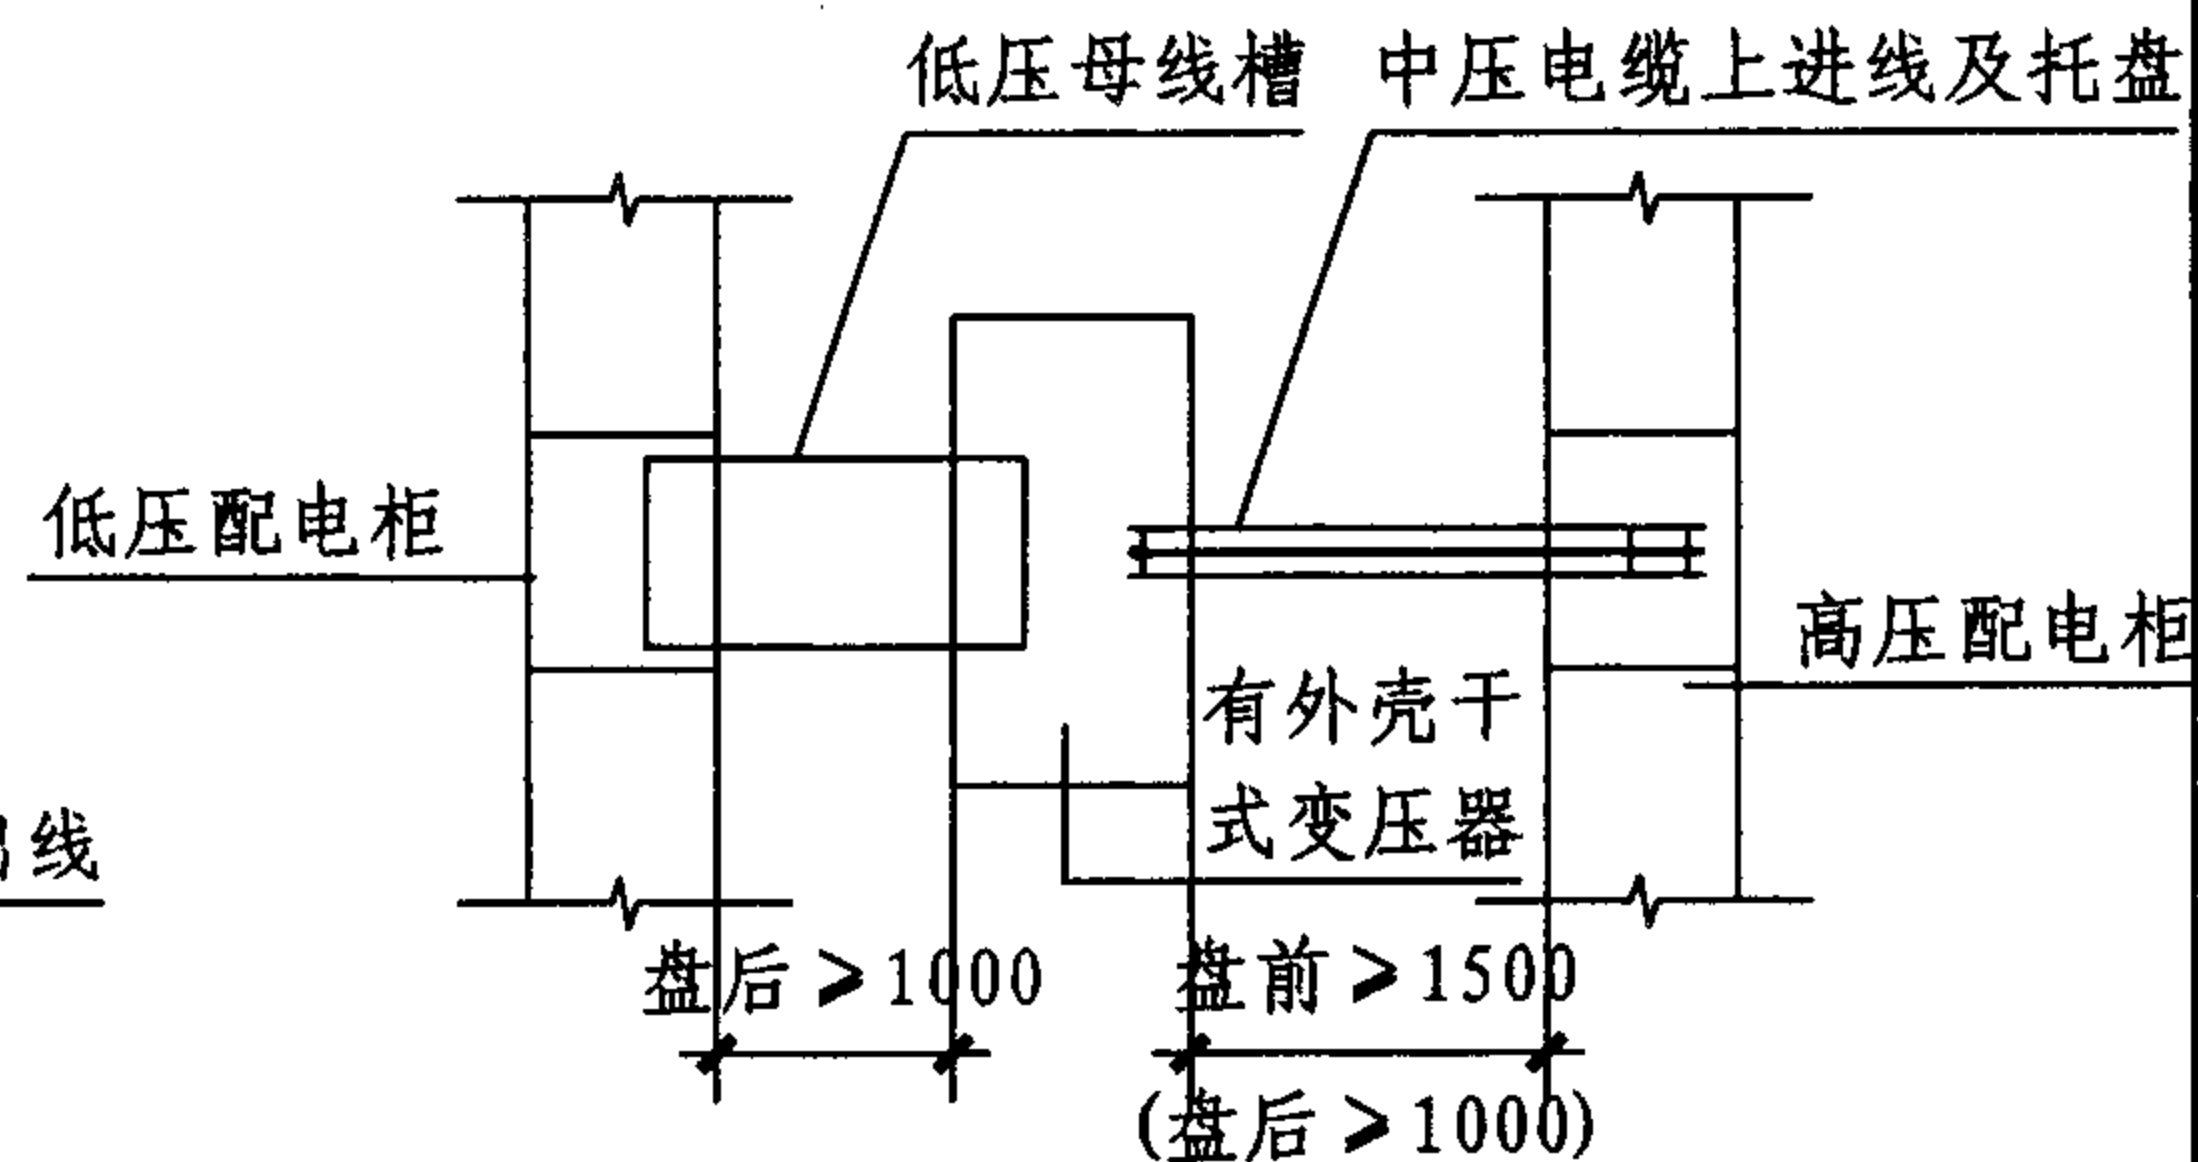 低压母线槽
中压电缆上进线及托盘
低压配电柜
高压配电柜
有外壳干
式变压器
线
盘后≥1000
盘前≥1500
(盘后≥1000)